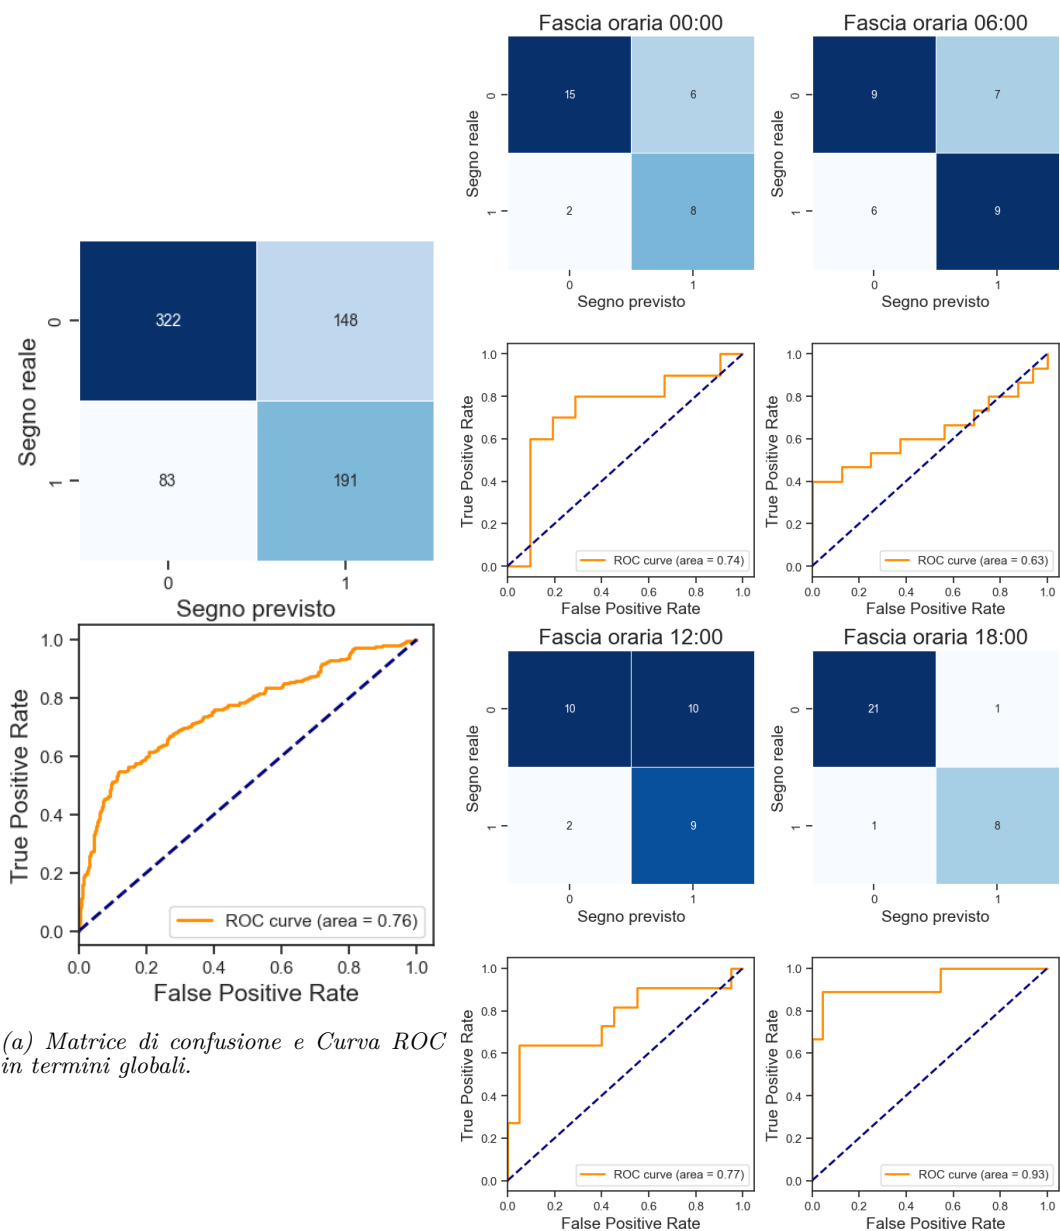 Segno reale
0
1
322 148
83 191
0 1
Segno previsto
True Positive Rate
1.0
0.8
0.6
0.4
0.2
0.0
ROC curve (area = 0.76)
0.0 0.2 0.4 0.6 0.8 1.0
False Positive Rate
(a) Matrice di confusione e Curva ROC
in termini globali.
Fascia oraria 00:00
Segno reale
0
1
15 6
2 8
0 1
Segno previsto
True Positive Rate
1.0
0.8
0.6
0.4
0.2
0.0
ROC curve (area = 0.74)
0.0 0.2 0.4 0.6 0.8 1.0
False Positive Rate
Fascia oraria 06:00
Segno reale
0
1
9 7
6 9
0 1
Segno previsto
True Positive Rate
1.0
0.8
0.6
0.4
0.2
0.0
ROC curve (area = 0.63)
0.0 0.2 0.4 0.6 0.8 1.0
False Positive Rate
Fascia oraria 12:00
Segno reale
0
1
10 10
2 9
0 1
Segno previsto
True Positive Rate
1.0
0.8
0.6
0.4
0.2
0.0
ROC curve (area = 0.77)
0.0 0.2 0.4 0.6 0.8 1.0
False Positive Rate
Fascia oraria 18:00
Segno reale
0
1
21 1
1 8
0 1
Segno previsto
True Positive Rate
1.0
0.8
0.6
0.4
0.2
0.0
ROC curve (area = 0.93)
0.0 0.2 0.4 0.6 0.8 1.0
False Positive Rate